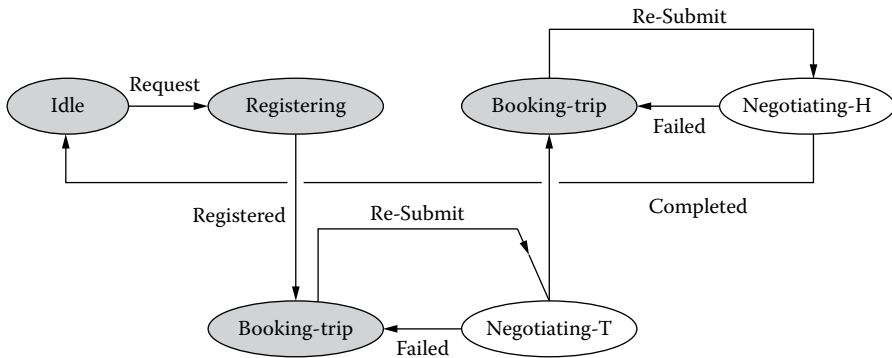 Re-Submit
Idle
Request
Registering
Booking-trip
Failed
Negotiating-H
Registered
Re-Submit
Completed
Booking-trip
Failed
Negotiating-T